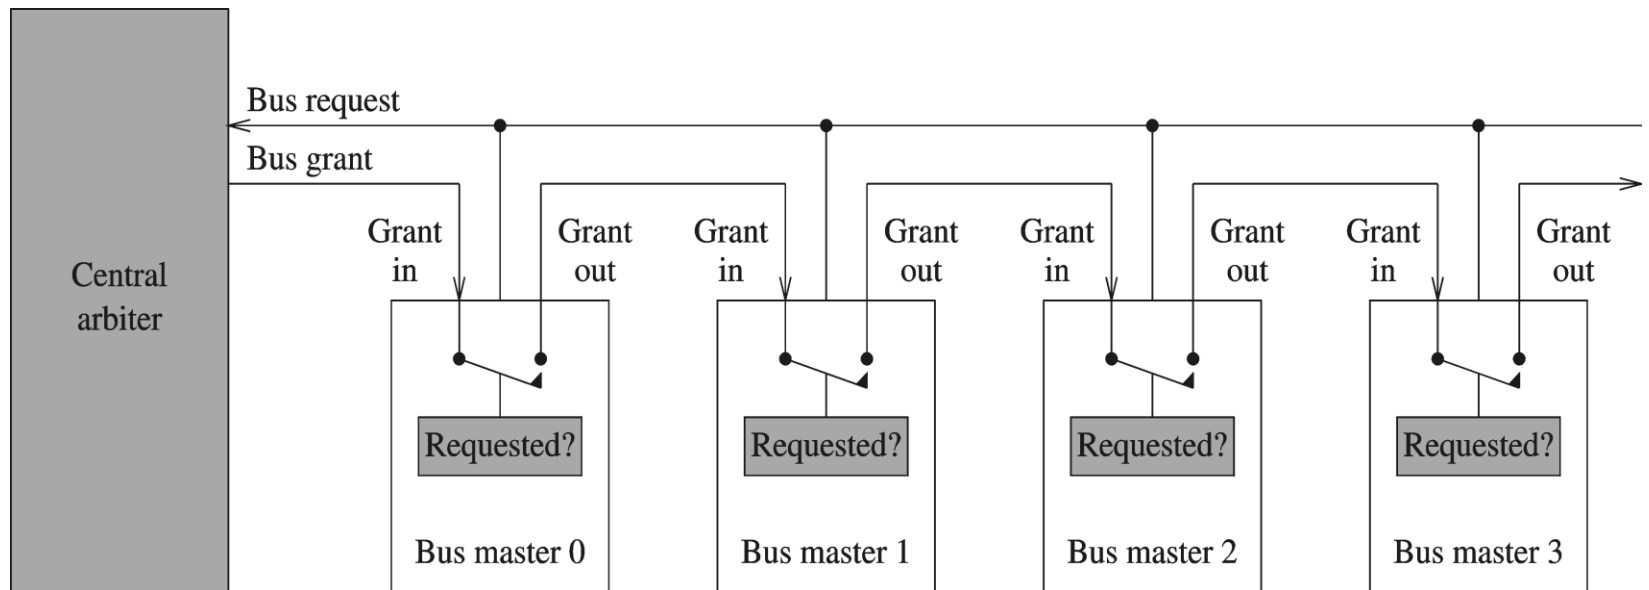 Bus request
Bus grant
Grant
in
Grant
out
Grant
in
Grant
out
Grant
in
Grant
out
Grant
in
Grant
out
Central
arbiter
Requested?
Requested?
Requested?
Requested?
Bus master 0
Bus master 1
Bus master 2
Bus master 3